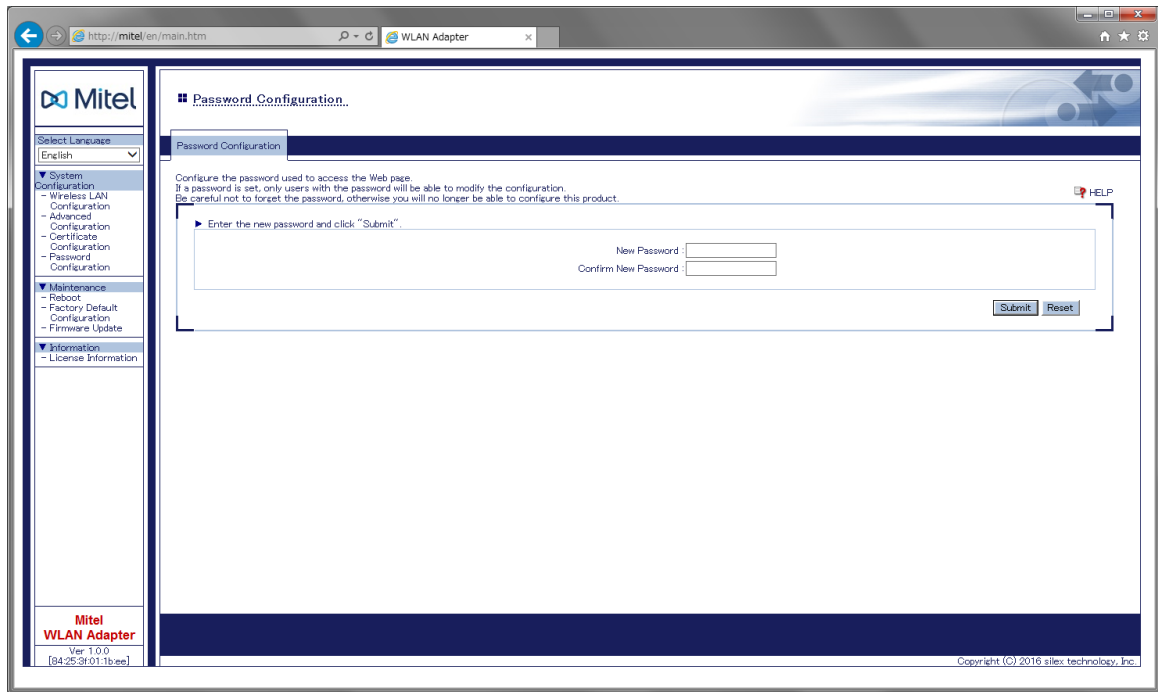 http://mitel/en/main.htm
WLAN Adapter
Mitel
Password Configuration
Select Language
English
▼ System
Configuration
- Wireless LAN
Configuration
- Advanced
Configuration
- Certificate
Configuration
- Password
Configuration
▼ Maintenance
- Reboot
- Factory Default
Configuration
- Firmware Update
▼ Information
- License Information
Mitel
WLAN Adapter
Ver 1.0.0
[84:25:3f:01:1b:ee]
Password Configuration
Configure the password used to access the Web page.
If a password is set, only users with the password will be able to modify the configuration.
Be careful not to forget the password, otherwise you will no longer be able to configure this product.
HELP
► Enter the new password and click "Submit".
New Password :
Confirm New Password :
Submit Reset
Copyright (C) 2016 silex technology, Inc.